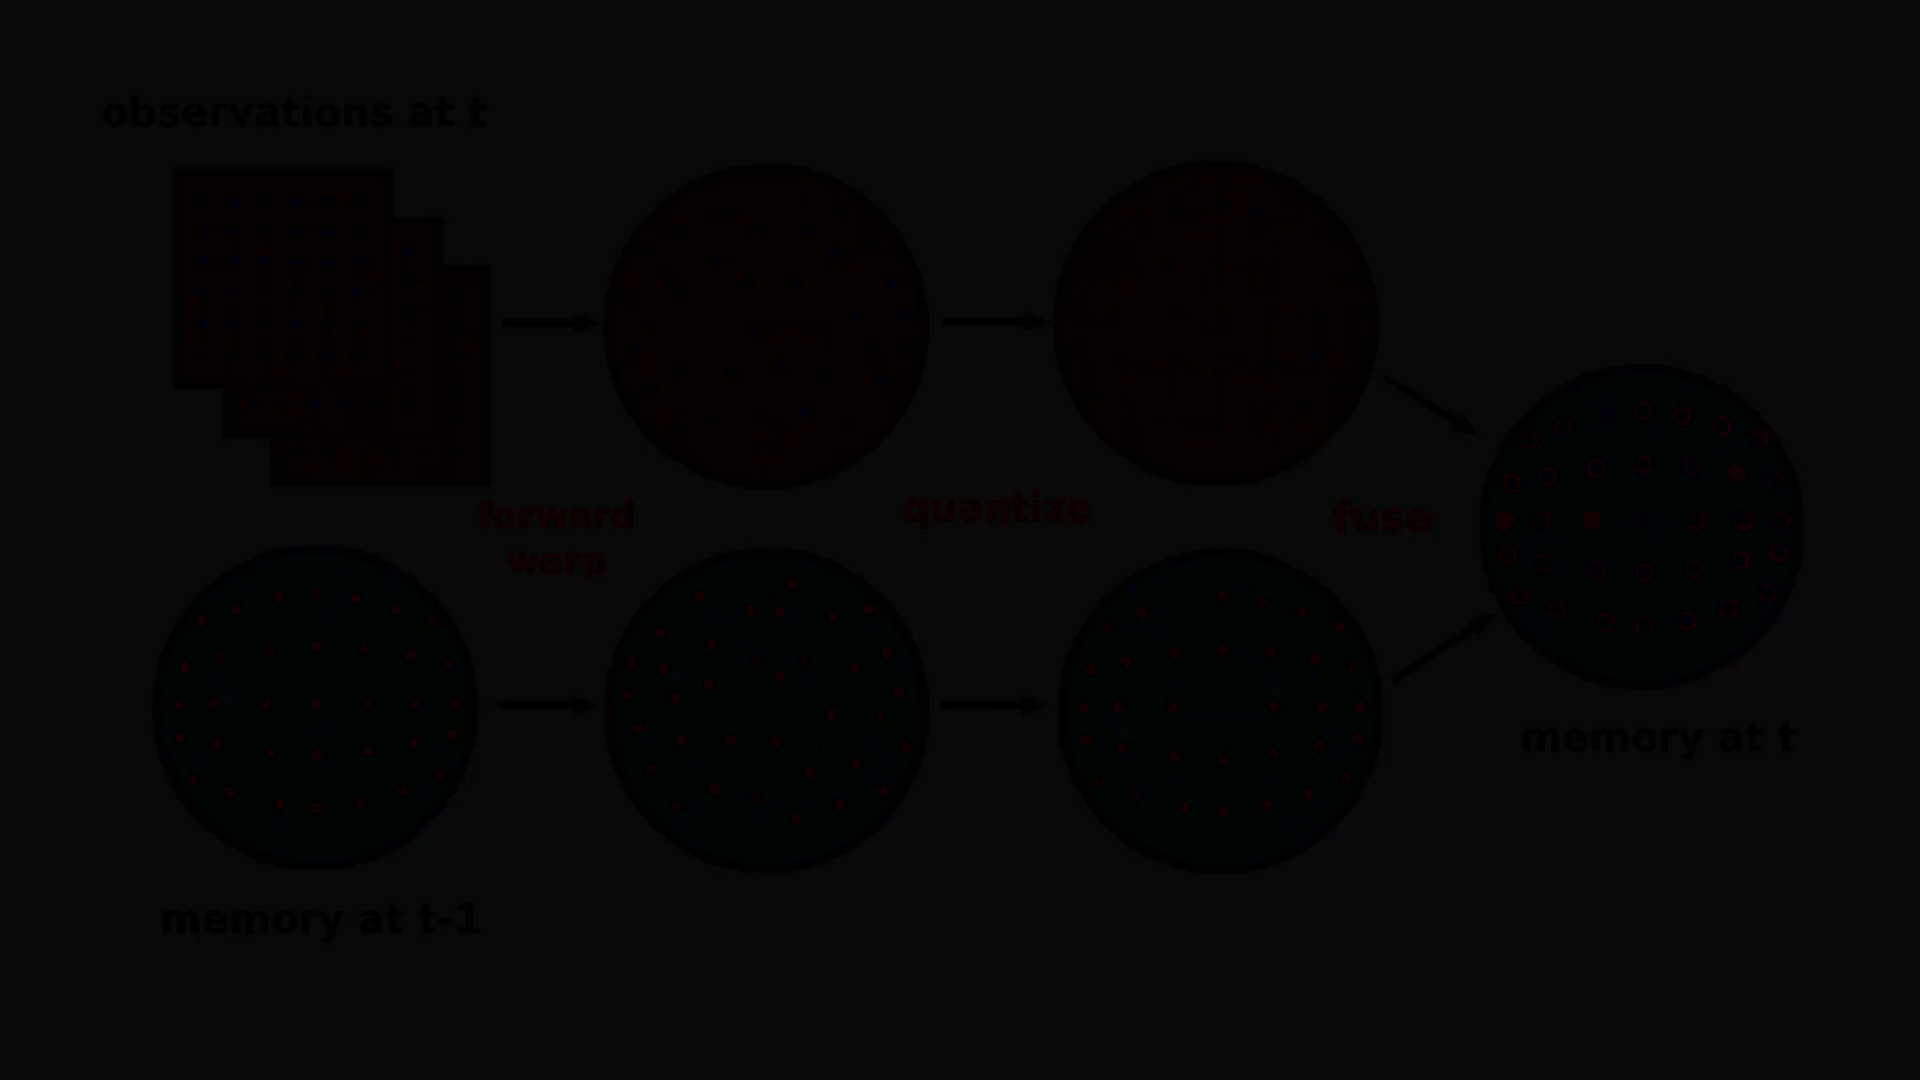 observations at t
forward
warp
quantize
fuse
memory at t
memory at t-1